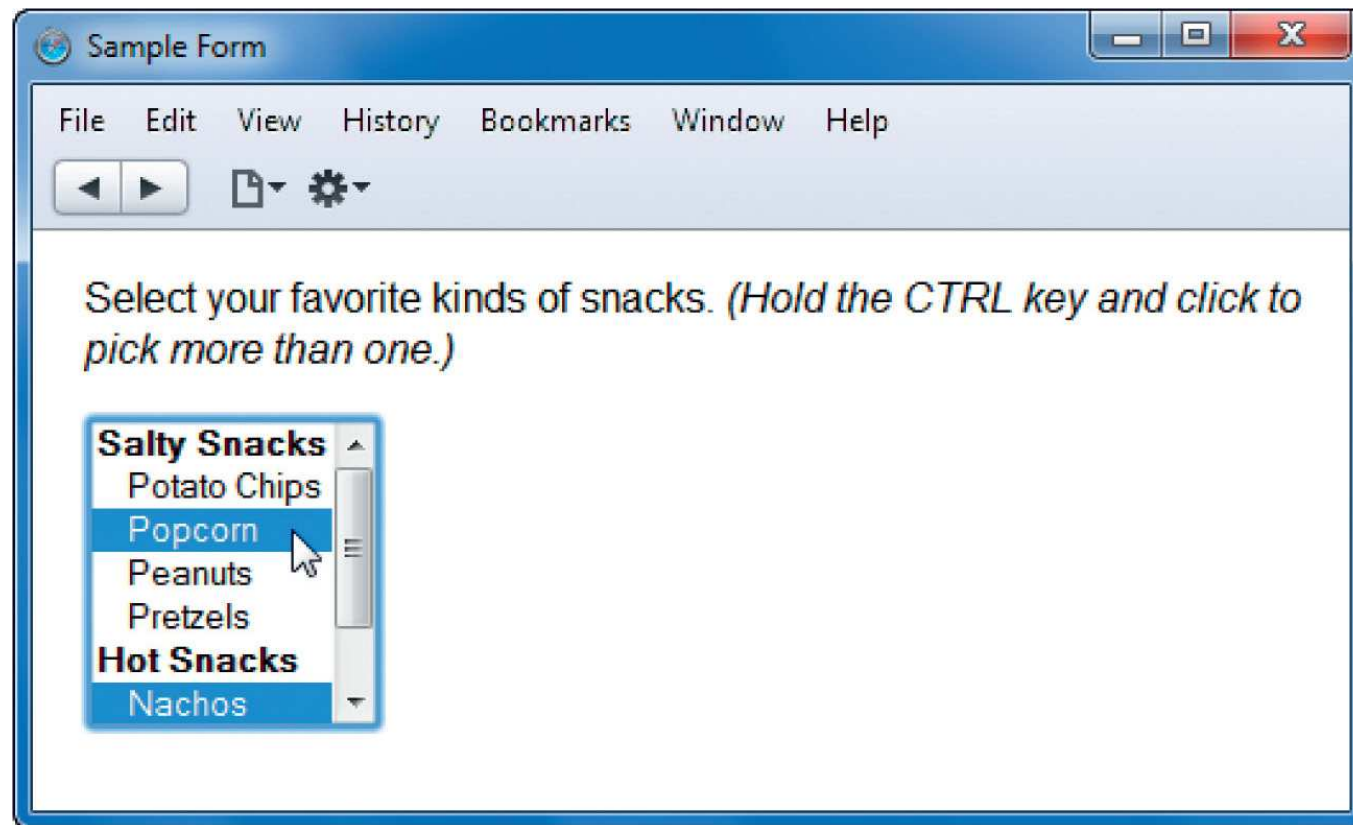 Sample Form
File Edit View History Bookmarks Window Help
Select your favorite kinds of snacks. (Hold the CTRL key and click to
pick more than one.)
Salty Snacks
Potato Chips
Popcorn
Peanuts
Pretzels
Hot Snacks
Nachos